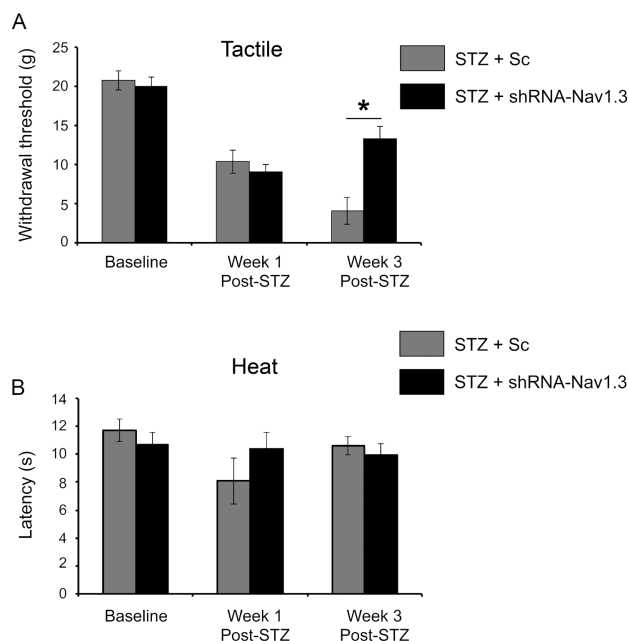 A
Tactile
STZ + Sc
STZ + shRNA-Nav1.3
*
Withdrawal threshold (g)
25
20
15
10
5
0
Baseline
Week 1
Post-STZ
Week 3
Post-STZ
B
Heat
STZ + Sc
STZ + shRNA-Nav1.3
Latency (s)
14
12
10
8
6
4
2
0
Baseline
Week 1
Post-STZ
Week 3
Post-STZ